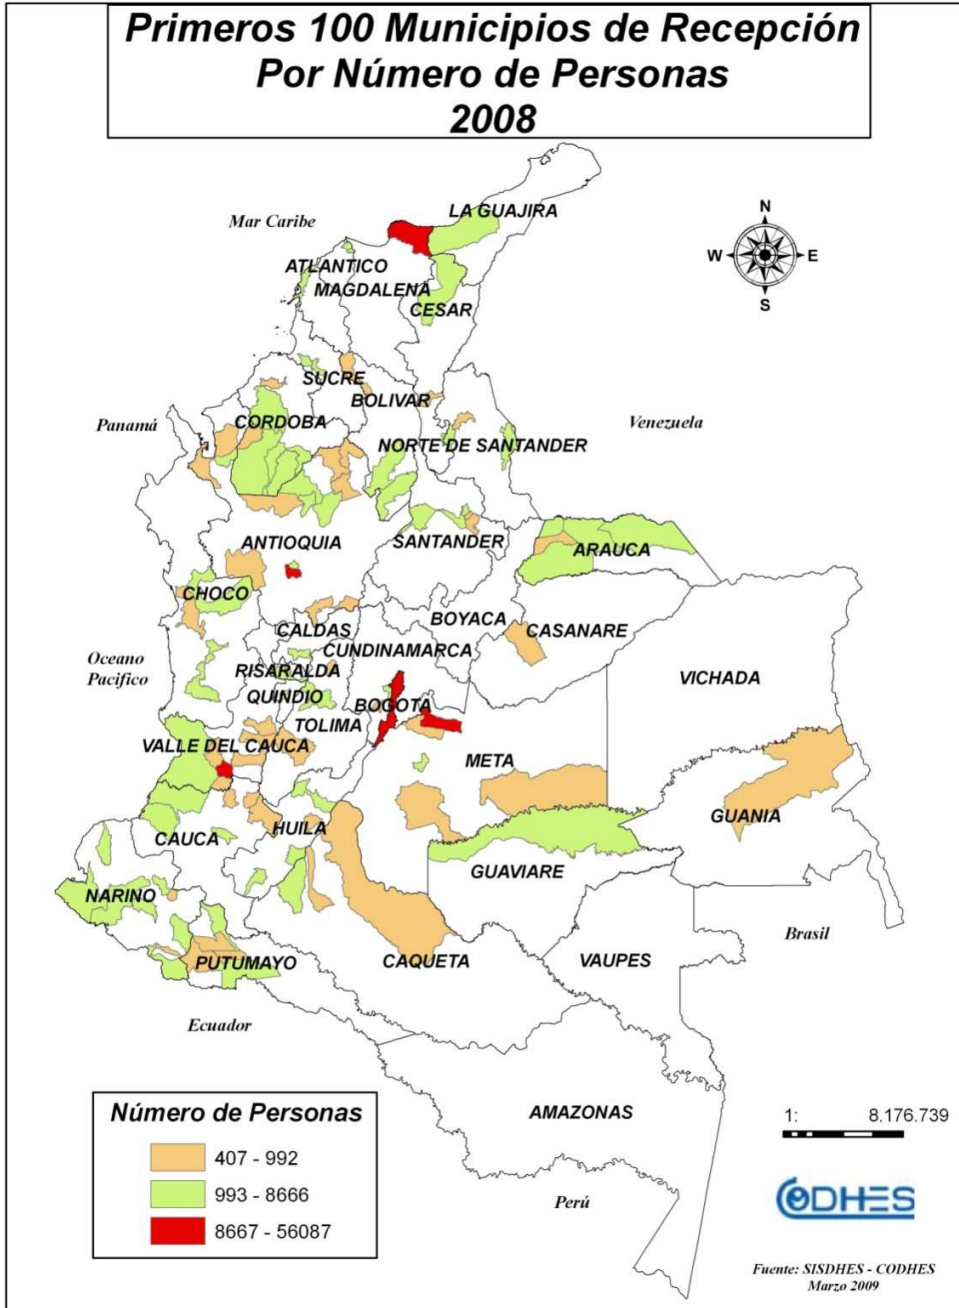 Primeros 100 Municipios de Recepción
Por Número de Personas
2008
Mar Caribe
LA GUAJIRA
N
W
E
S
ATLANTICO
MAGDALENA
CESAR
SUCRE
BOLIVAR
Panamá
CORDOBA
Venezuela
NORTE DE SANTANDER
ANTIOQUIA
SANTANDER
ARAUCA
CHOCO
CALDAS
BOYACA
CASANARE
CUNDINAMARCA
Oceano
Pacifico
RISARALDA
QUINDIO
VICHADA
BOGOTA
TOLIMA
VALLE DEL CAUCA
META
GUANIA
HUILA
CAUCA
GUAVIARE
NARINO
Brasil
PUTUMAYO
CAQUETA
VAUPES
Ecuador
AMAZONAS
Perú
Número de Personas
407 - 992
993 - 8666
8667 - 56087
1: 8.176.739
CODHES
Fuente: SISDHES - CODHES
Marzo 2009